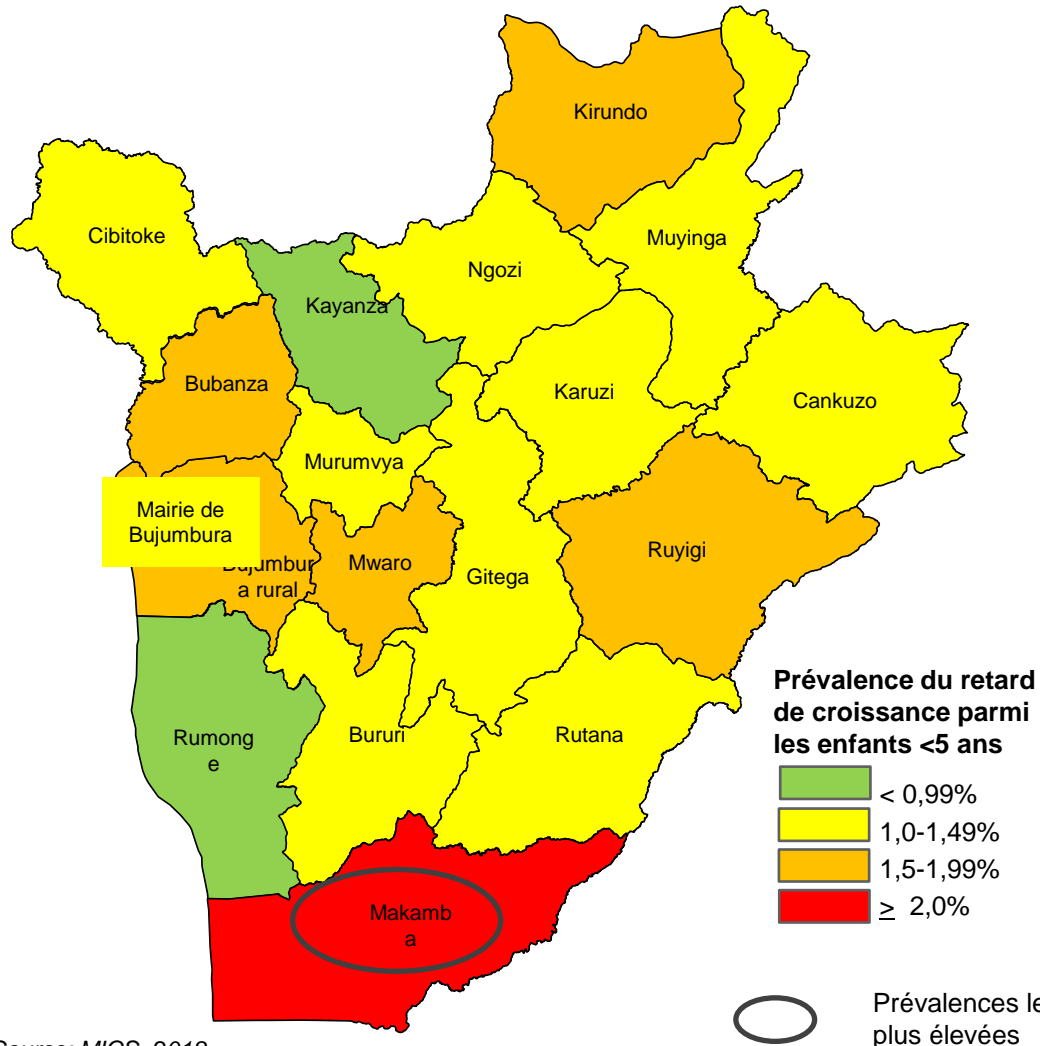 Kirundo
Cibitoke
Muyinga
Ngozi
Kayanza
Bubanza
Karuzi
Cankuzo
Murumvya
Mairie de
Bujumbura
Bujumbur
a rural
Mwaro
Gitega
Ruyigi
Rumong
e
Bururi
Rutana
Prévalence du retard
de croissance parmi
les enfants <5 ans
< 0,99%
1,0-1,49%
1,5-1,99%
≥ 2,0%
Makamb
a
Prévalences le
plus élevées
Source: MICS